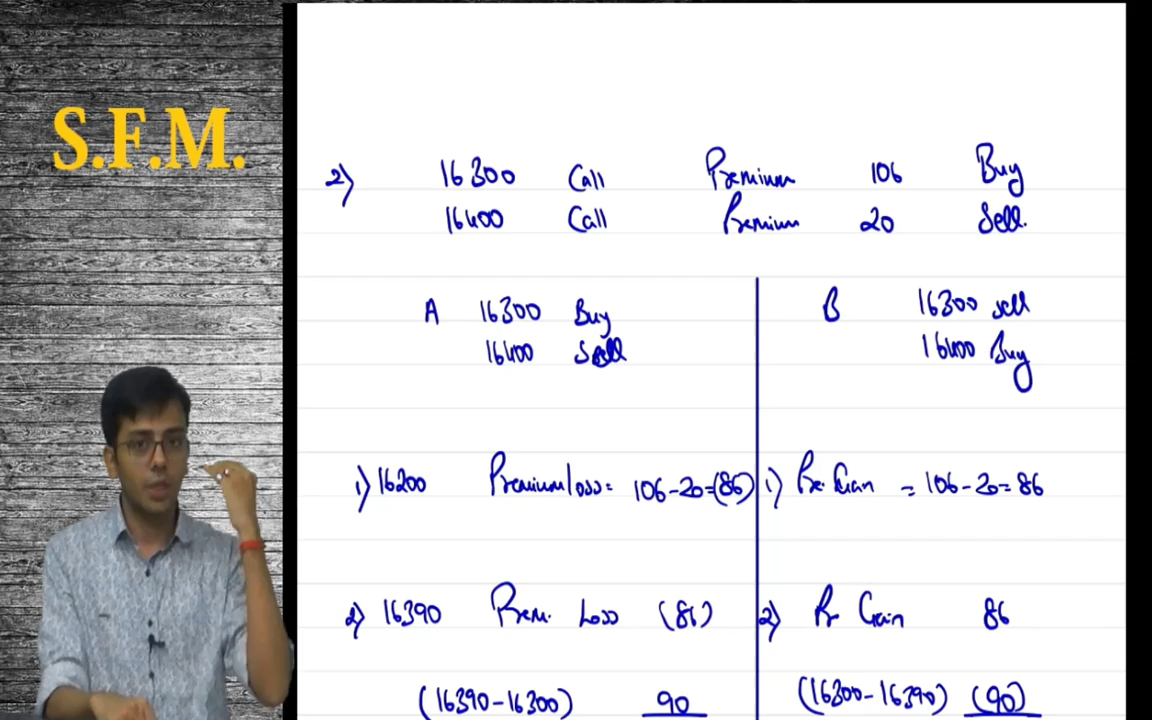 S.F.M.
2) 16300 Call Premium 106 Buy
16400 Call Premium 20 Sell.
A 16300 Buy
16400 Sell
B 16300 sell
16400 Buy
1) 16200 Premium loss = 106-20=(86)
1) Pr. Gain = 106-20=86
2) 16390 Prem. Loss (86)
(16390-16300) 90
2) Pr Gain 86
(16300-16390) (90)